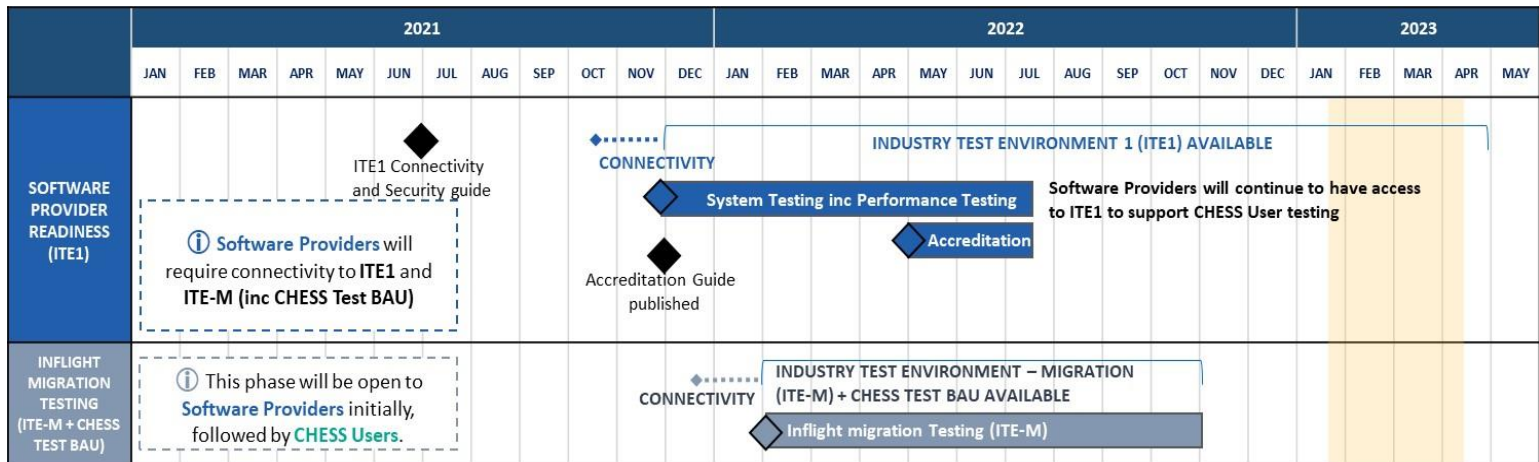 2021 2022 2023
JAN FEB MAR APR MAY JUN JUL AUG SEP OCT NOV DEC JAN FEB MAR APR MAY JUN JUL AUG SEP OCT NOV DEC JAN FEB MAR APR MAY
SOFTWARE
PROVIDER
READINESS
(ITE1)
ITE1 Connectivity
and Security guide
ⓘ Software Providers will
require connectivity to ITE1 and
ITE-M (inc CHESS Test BAU)
CONNECTIVITY
INDUSTRY TEST ENVIRONMENT 1 (ITE1) AVAILABLE
System Testing inc Performance Testing
Software Providers will continue to have access
to ITE1 to support CHESS User testing
Accreditation
Accreditation Guide
published
INFLIGHT
MIGRATION
TESTING
(ITE-M + CHESS
TEST BAU)
ⓘ This phase will be open to
Software Providers initially,
followed by CHESS Users.
CONNECTIVITY
INDUSTRY TEST ENVIRONMENT – MIGRATION
(ITE-M) + CHESS TEST BAU AVAILABLE
Inflight migration Testing (ITE-M)